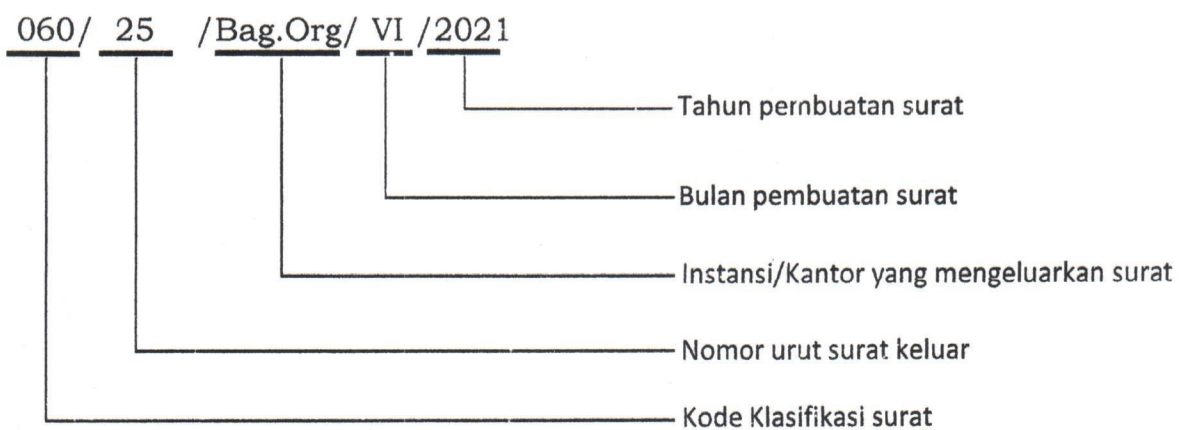 060/ 25 /Bag.Org/ VI /2021
Tahun pembuatan surat
Bulan pembuatan surat
Instansi/Kantor yang mengeluarkan surat
Nomor urut surat keluar
Kode Klasifikasi surat